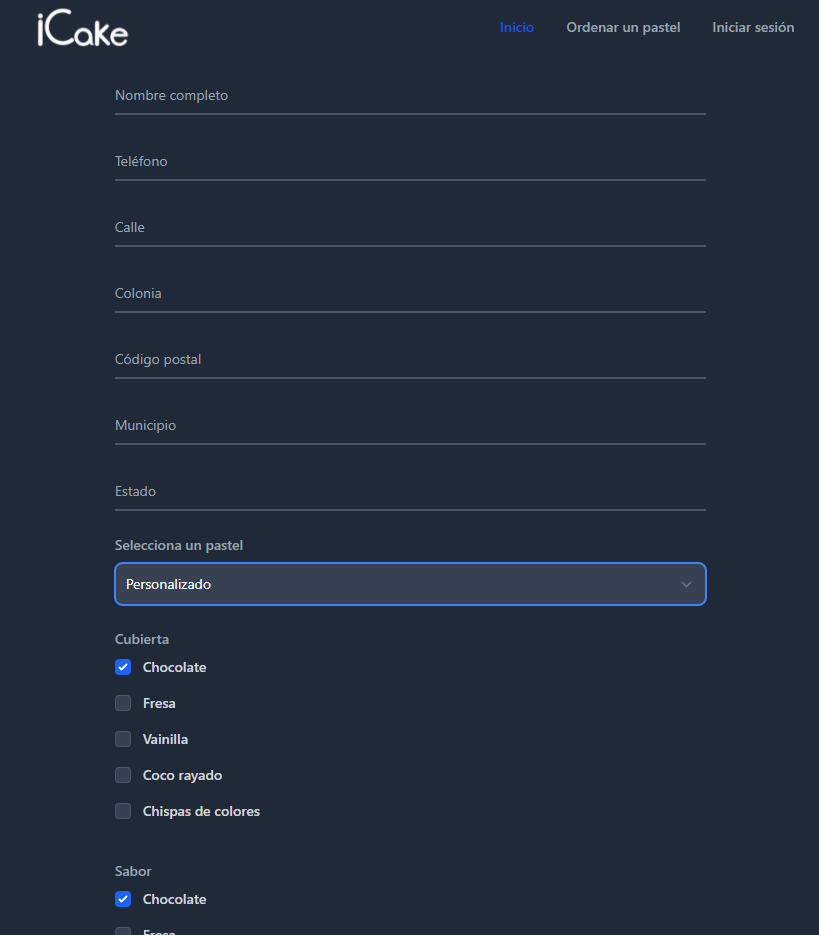 iCake
Inicio Ordenar un pastel Iniciar sesión
Nombre completo
Teléfono
Calle
Colonia
Código postal
Municipio
Estado
Selecciona un pastel
Personalizado
Cubierta
Chocolate
Fresa
Vainilla
Coco rayado
Chispas de colores
Sabor
Chocolate
Fresa